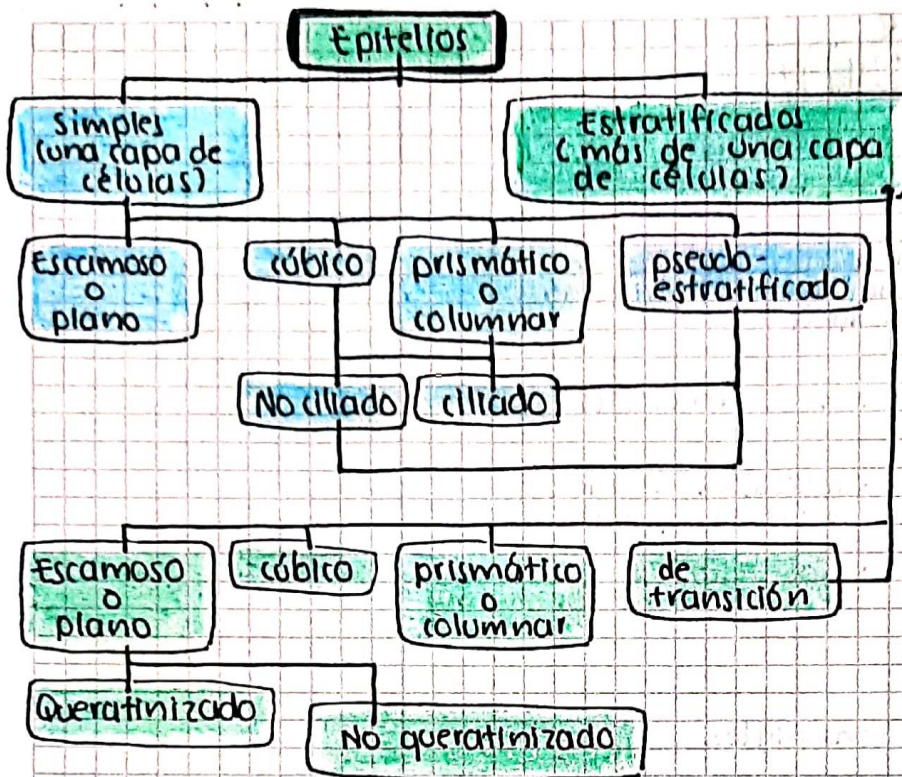 Epitelios
Simples
(una capa de
células)
Estratificados
(más de una capa
de células)
Escamoso
o
plano
cúbico
prismático
o
columnar
pseudo-
estratificado
No ciliado
ciliado
Escamoso
o
plano
cúbico
prismático
o
columnar
de
transición
Queratinizado
No queratinizado